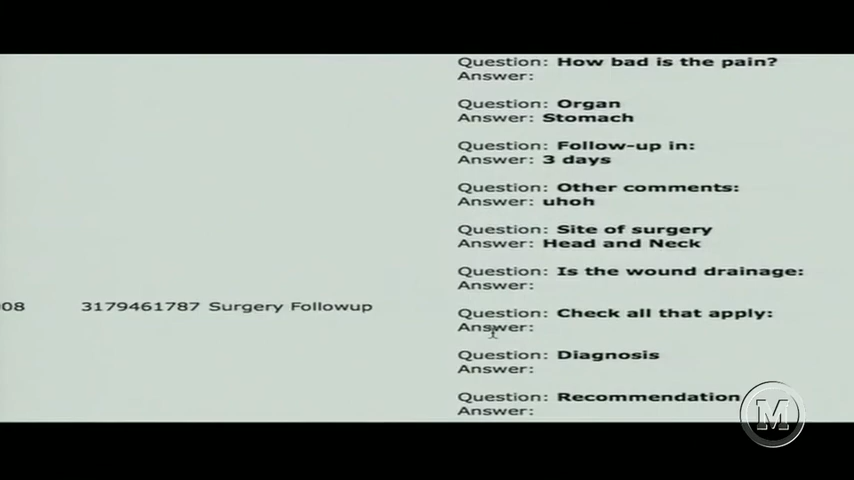 Question: How bad is the pain?
Answer:
Question: Organ
Answer: Stomach
Question: Follow-up in:
Answer: 3 days
Question: Other comments:
Answer: uhoh
Question: Site of surgery
Answer: Head and Neck
Question: Is the wound drainage:
Answer:
08 3179461787 Surgery Followup
Question: Check all that apply:
Answer:
Question: Diagnosis
Answer:
Question: Recommendation
Answer:
M